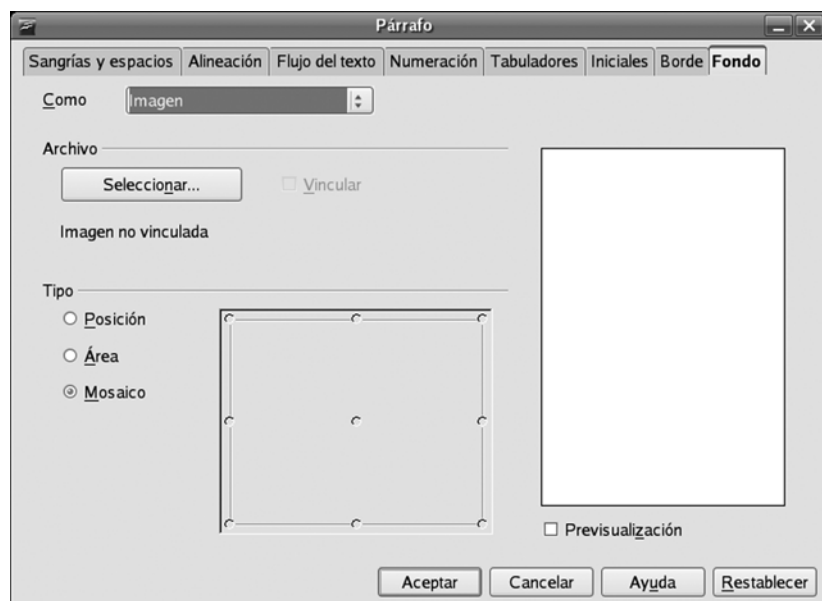 Párrafo
Sangrías y espacios Alineación Flujo del texto Numeración Tabuladores Iniciales Borde Fondo
Como Imagen
Archivo
Seleccionar... Vincular
Imagen no vinculada
Tipo
Posición
Área
Mosaico
Previsualización
Aceptar Cancelar Ayuda Restablecer